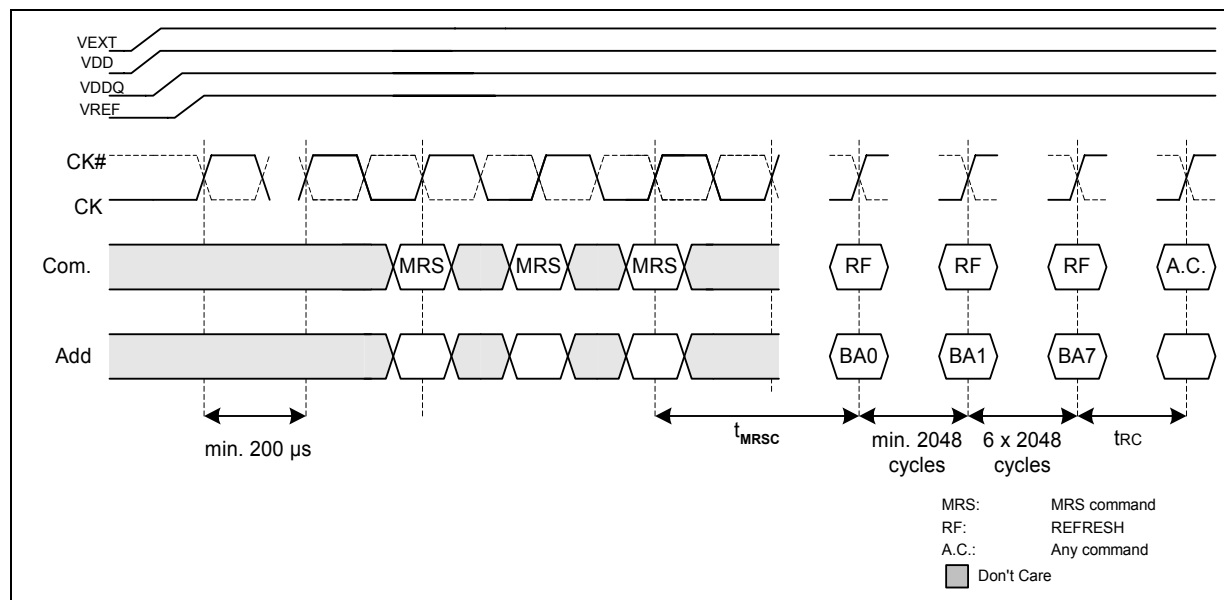 VEXT
VDD
VDDQ
VREF
CK#
CK
Com. MRS MRS MRS RF RF RF A.C.
Add BA0 BA1 BA7
min. 200 µs
tMRSC
min. 2048
cycles
6 x 2048
cycles
tRC
MRS: MRS command
RF: REFRESH
A.C.: Any command
Don't Care